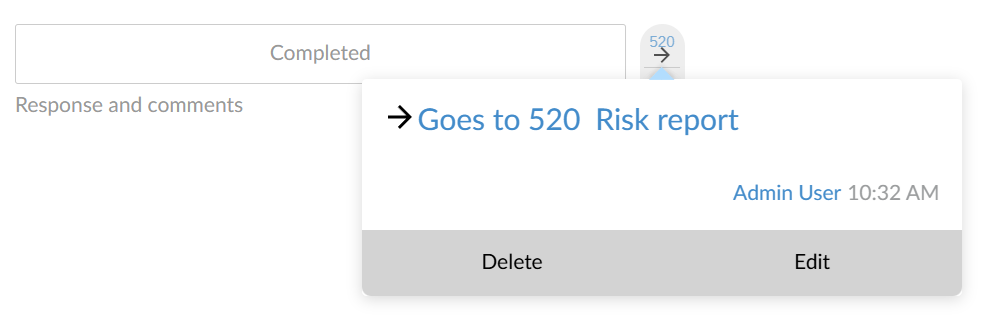 Completed
520
Response and comments
Goes to 520 Risk report
Admin User 10:32 AM
Delete
Edit